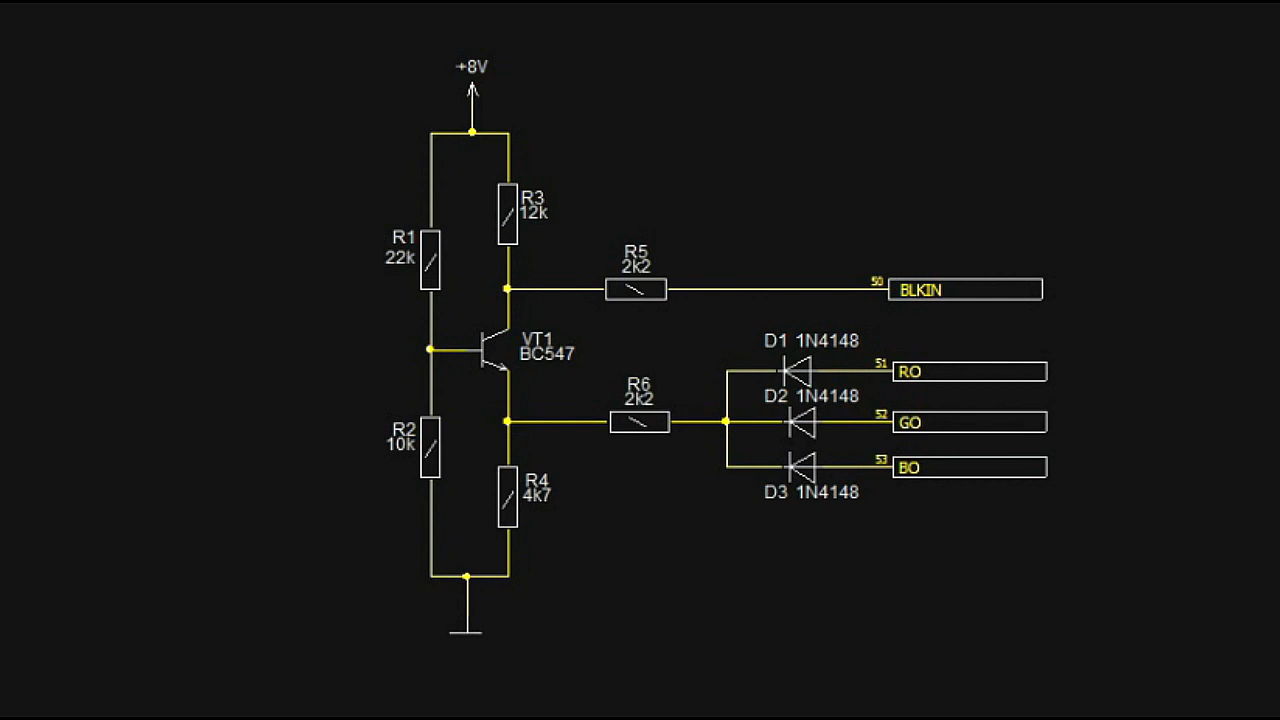 +8V
R3
12k
R1
22k
R5
2k2
50
BLKIN
VT1
BC547
D1 1N4148
51
RO
R6
2k2
D2 1N4148
52
GO
R2
10k
53
BO
R4
4k7
D3 1N4148